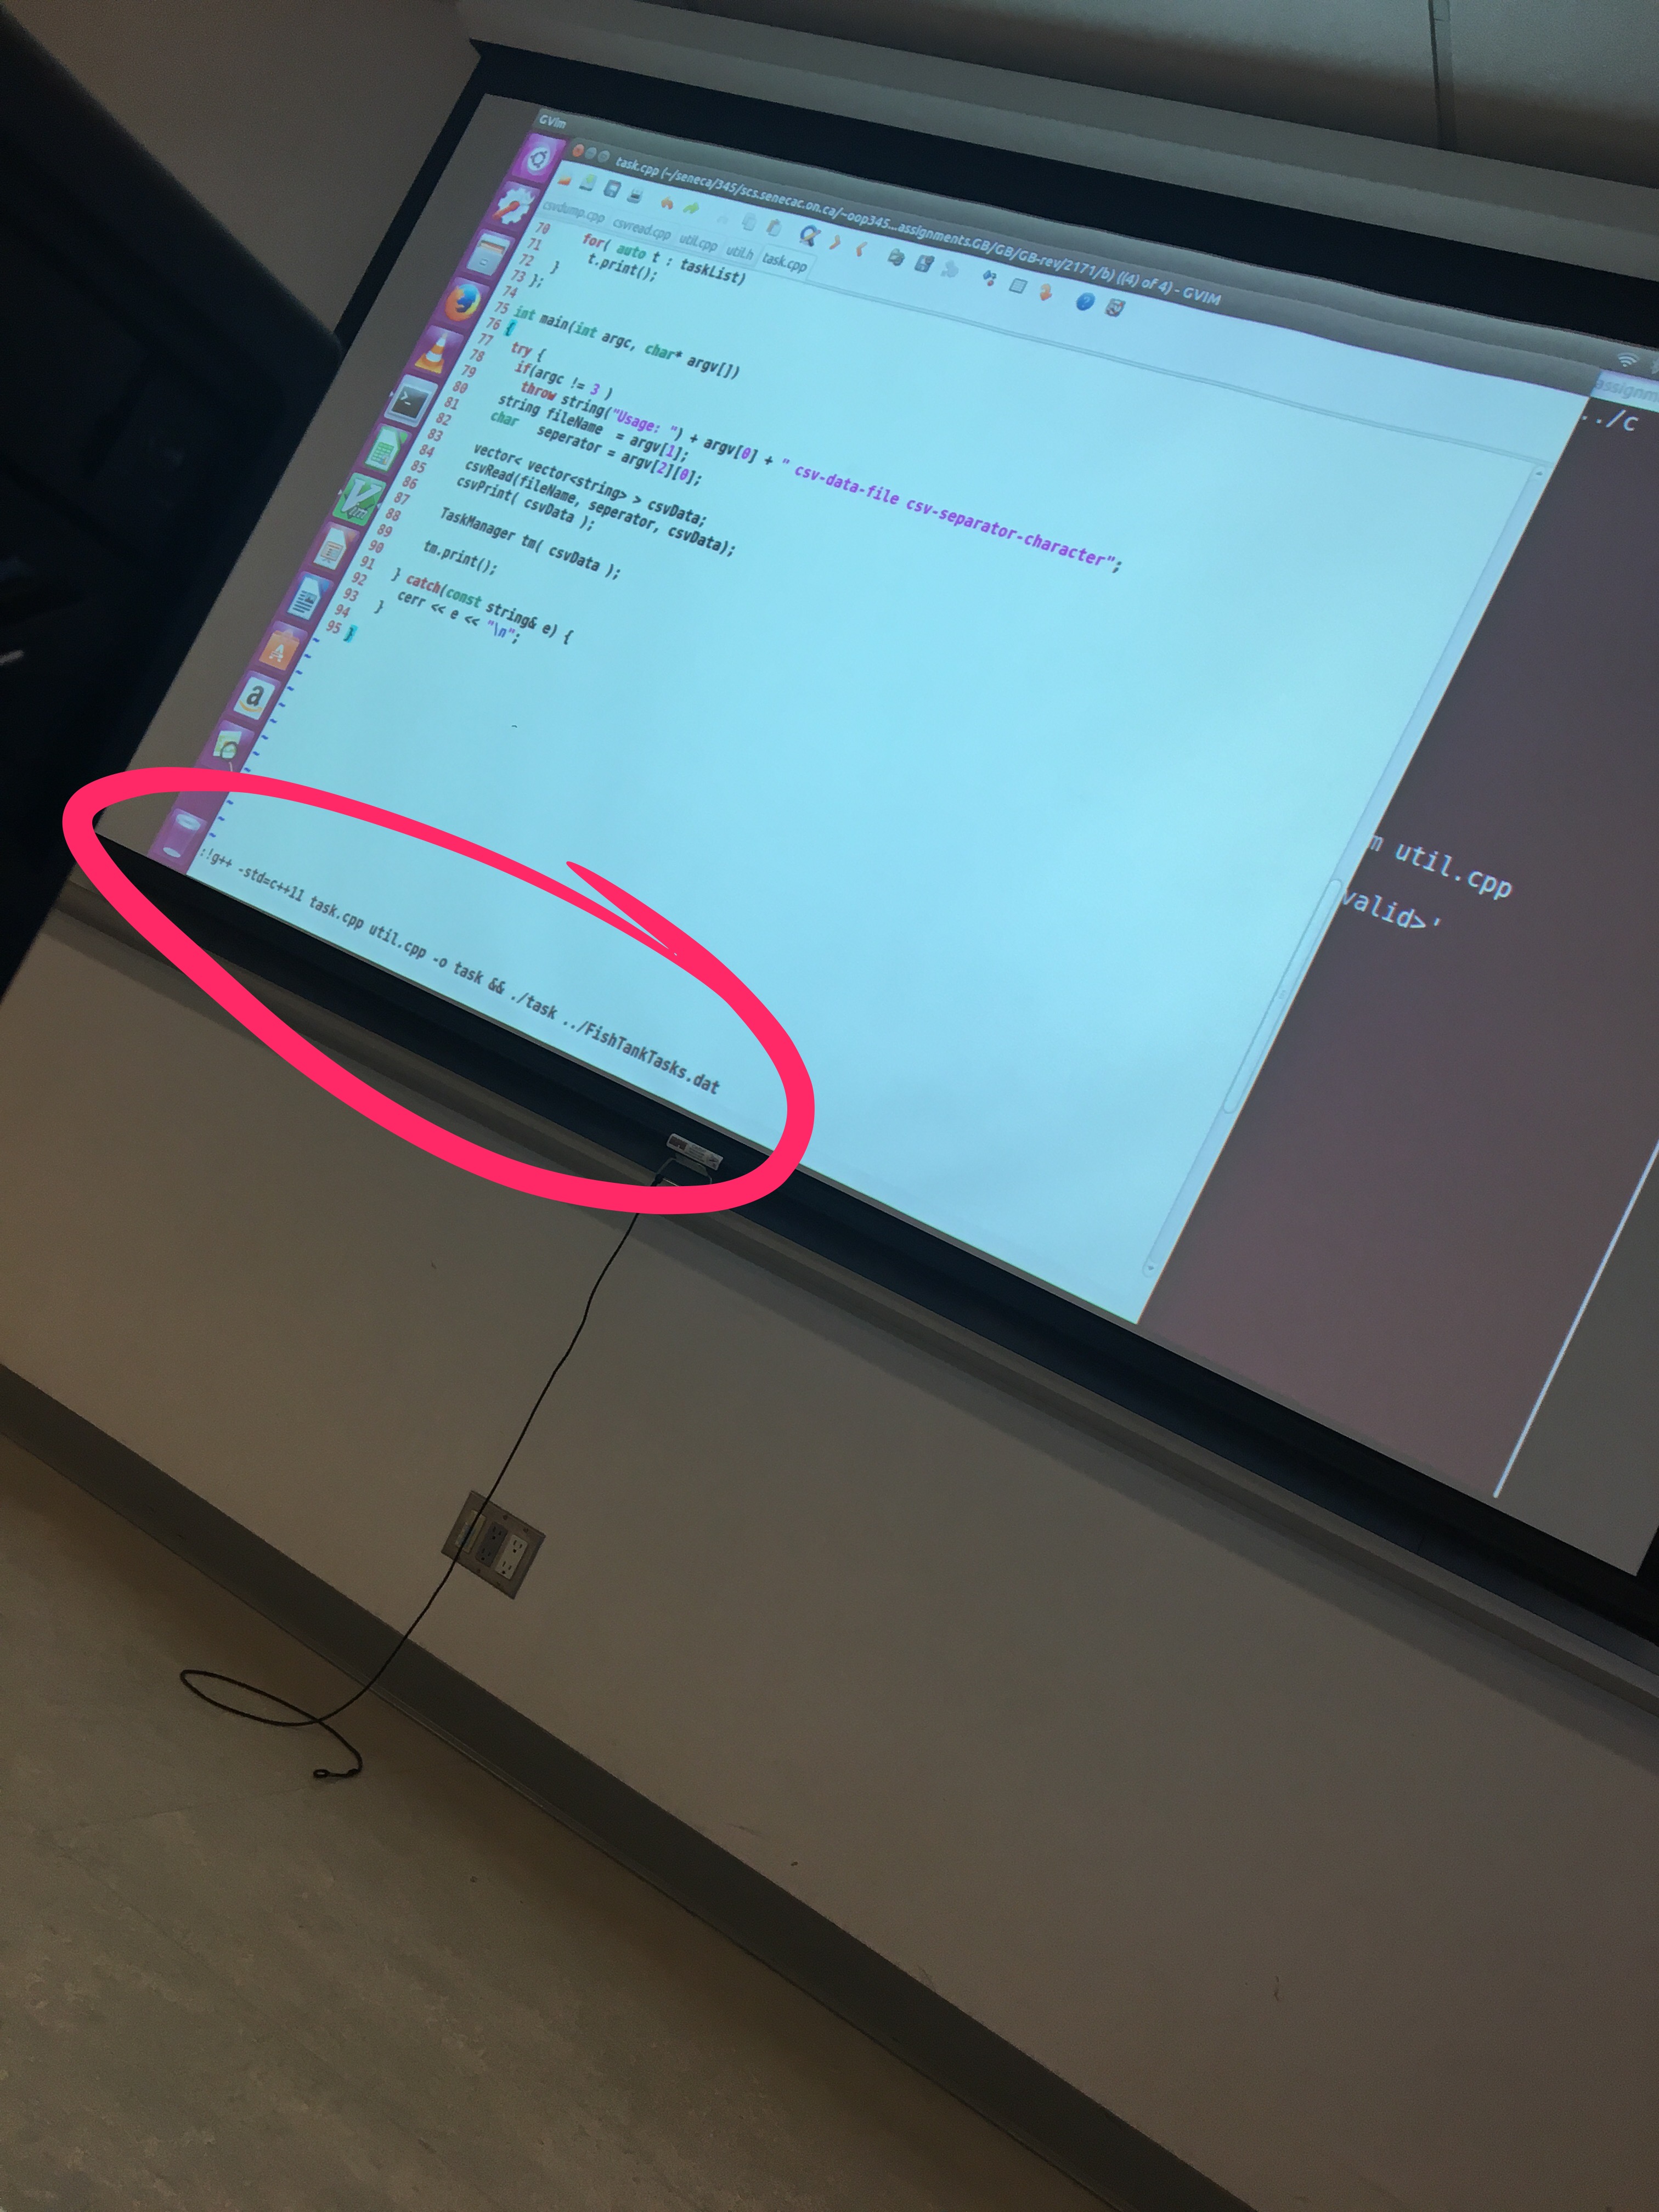 GVim
task.cpp (~/seneca/345/scs.senecac.on.ca/~oop345...assignments.GB/GB/GB-rev/2171/b) ((4) of 4) - GVIM
csvdump.cpp csvread.cpp util.cpp util.h task.cpp
70 for( auto t : taskList)
71 t.print();
72 }
73 };
74
75 int main(int argc, char* argv[])
76 {
77 try {
78 if(argc != 3 )
79 throw string("Usage: ") + argv[0] + " csv-data-file csv-separator-character";
80 string fileName = argv[1];
81 char seperator = argv[2][0];
82
83 vector< vector<string> > csvData;
84 csvRead(fileName, seperator, csvData);
85 csvPrint( csvData );
86
87 TaskManager tm( csvData );
88
89 tm.print();
90
91 } catch(const string& e) {
92 cerr << e << "\n";
93 }
94
95 }
:!g++ -std=c++11 task.cpp util.cpp -o task && ./task ../FishTankTasks.dat
../c
util.cpp
valid>'